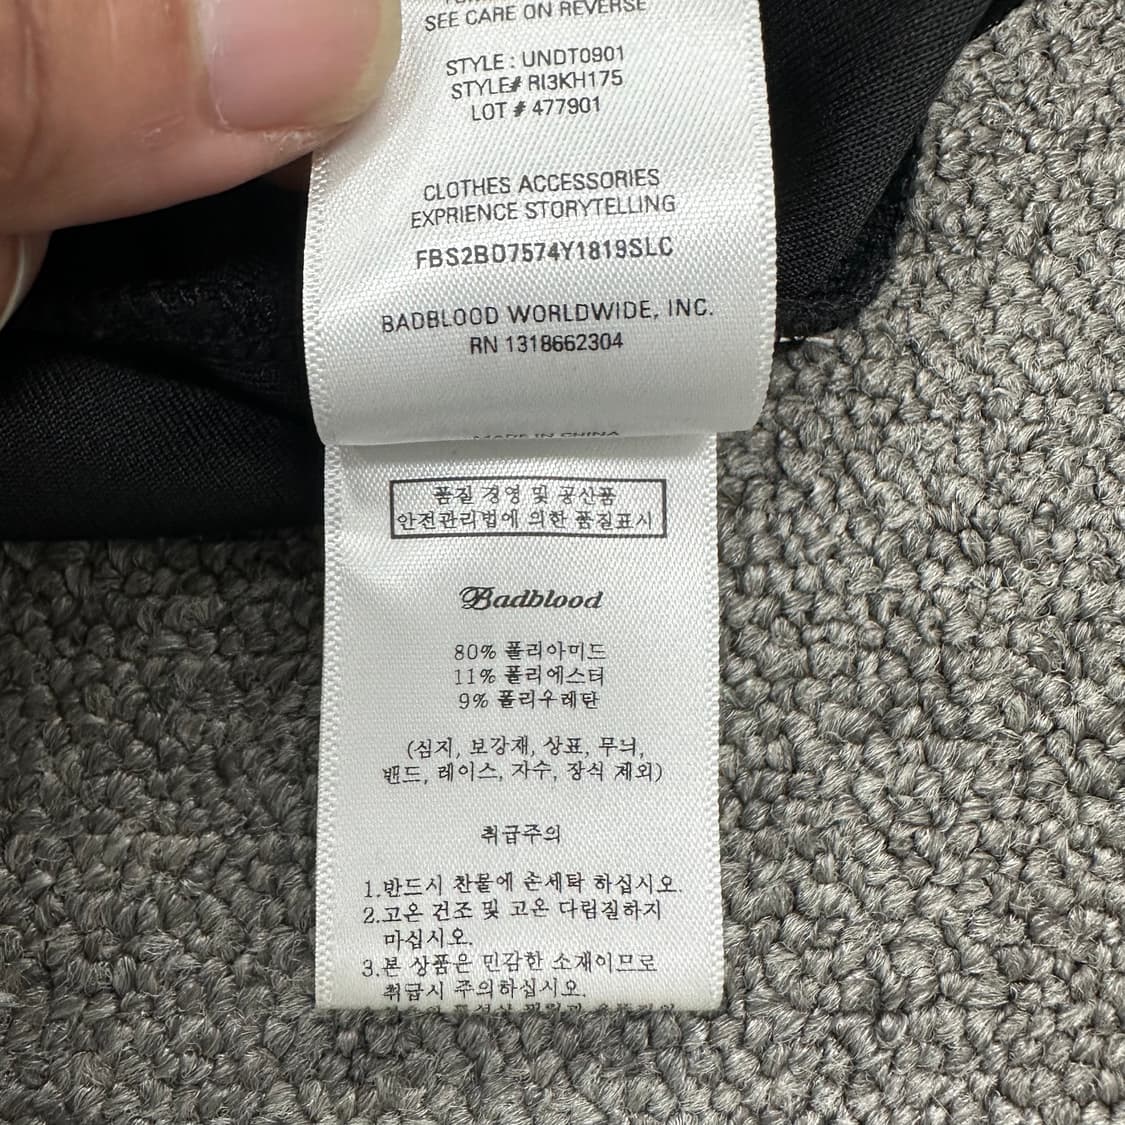 SEE CARE ON REVERSE
STYLE : UNDT0901
STYLE# RI3KH175
LOT # 477901
CLOTHES ACCESSORIES
EXPRIENCE STORYTELLING
FBS2BD7574Y1819SLC
BADBLOOD WORLDWIDE, INC.
RN 1318662304
MADE IN CHINA
품질 경영 및 공산품
안전관리법에 의한 품질표시
Badblood
80% 폴리아미드
11% 폴리에스터
9% 폴리우레탄
(심지, 보강재, 상표, 무늬,
밴드, 레이스, 자수, 장식 제외)
취급주의
1.반드시 찬물에 손세탁 하십시오.
2.고온 건조 및 고온 다림질하지
마십시오.
3.본 상품은 민감한 소재이므로
취급시 주의하십시오.